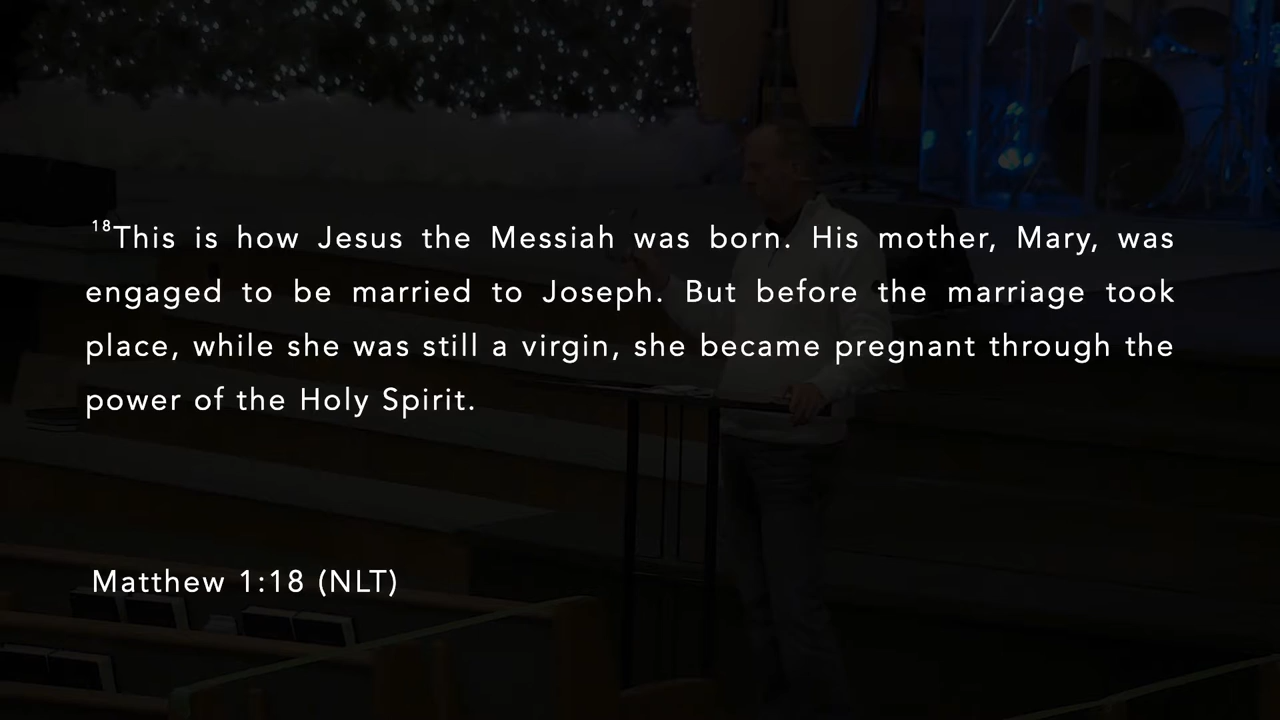 18This is how Jesus the Messiah was born. His mother, Mary, was
engaged to be married to Joseph. But before the marriage took
place, while she was still a virgin, she became pregnant through the
power of the Holy Spirit.
Matthew 1:18 (NLT)